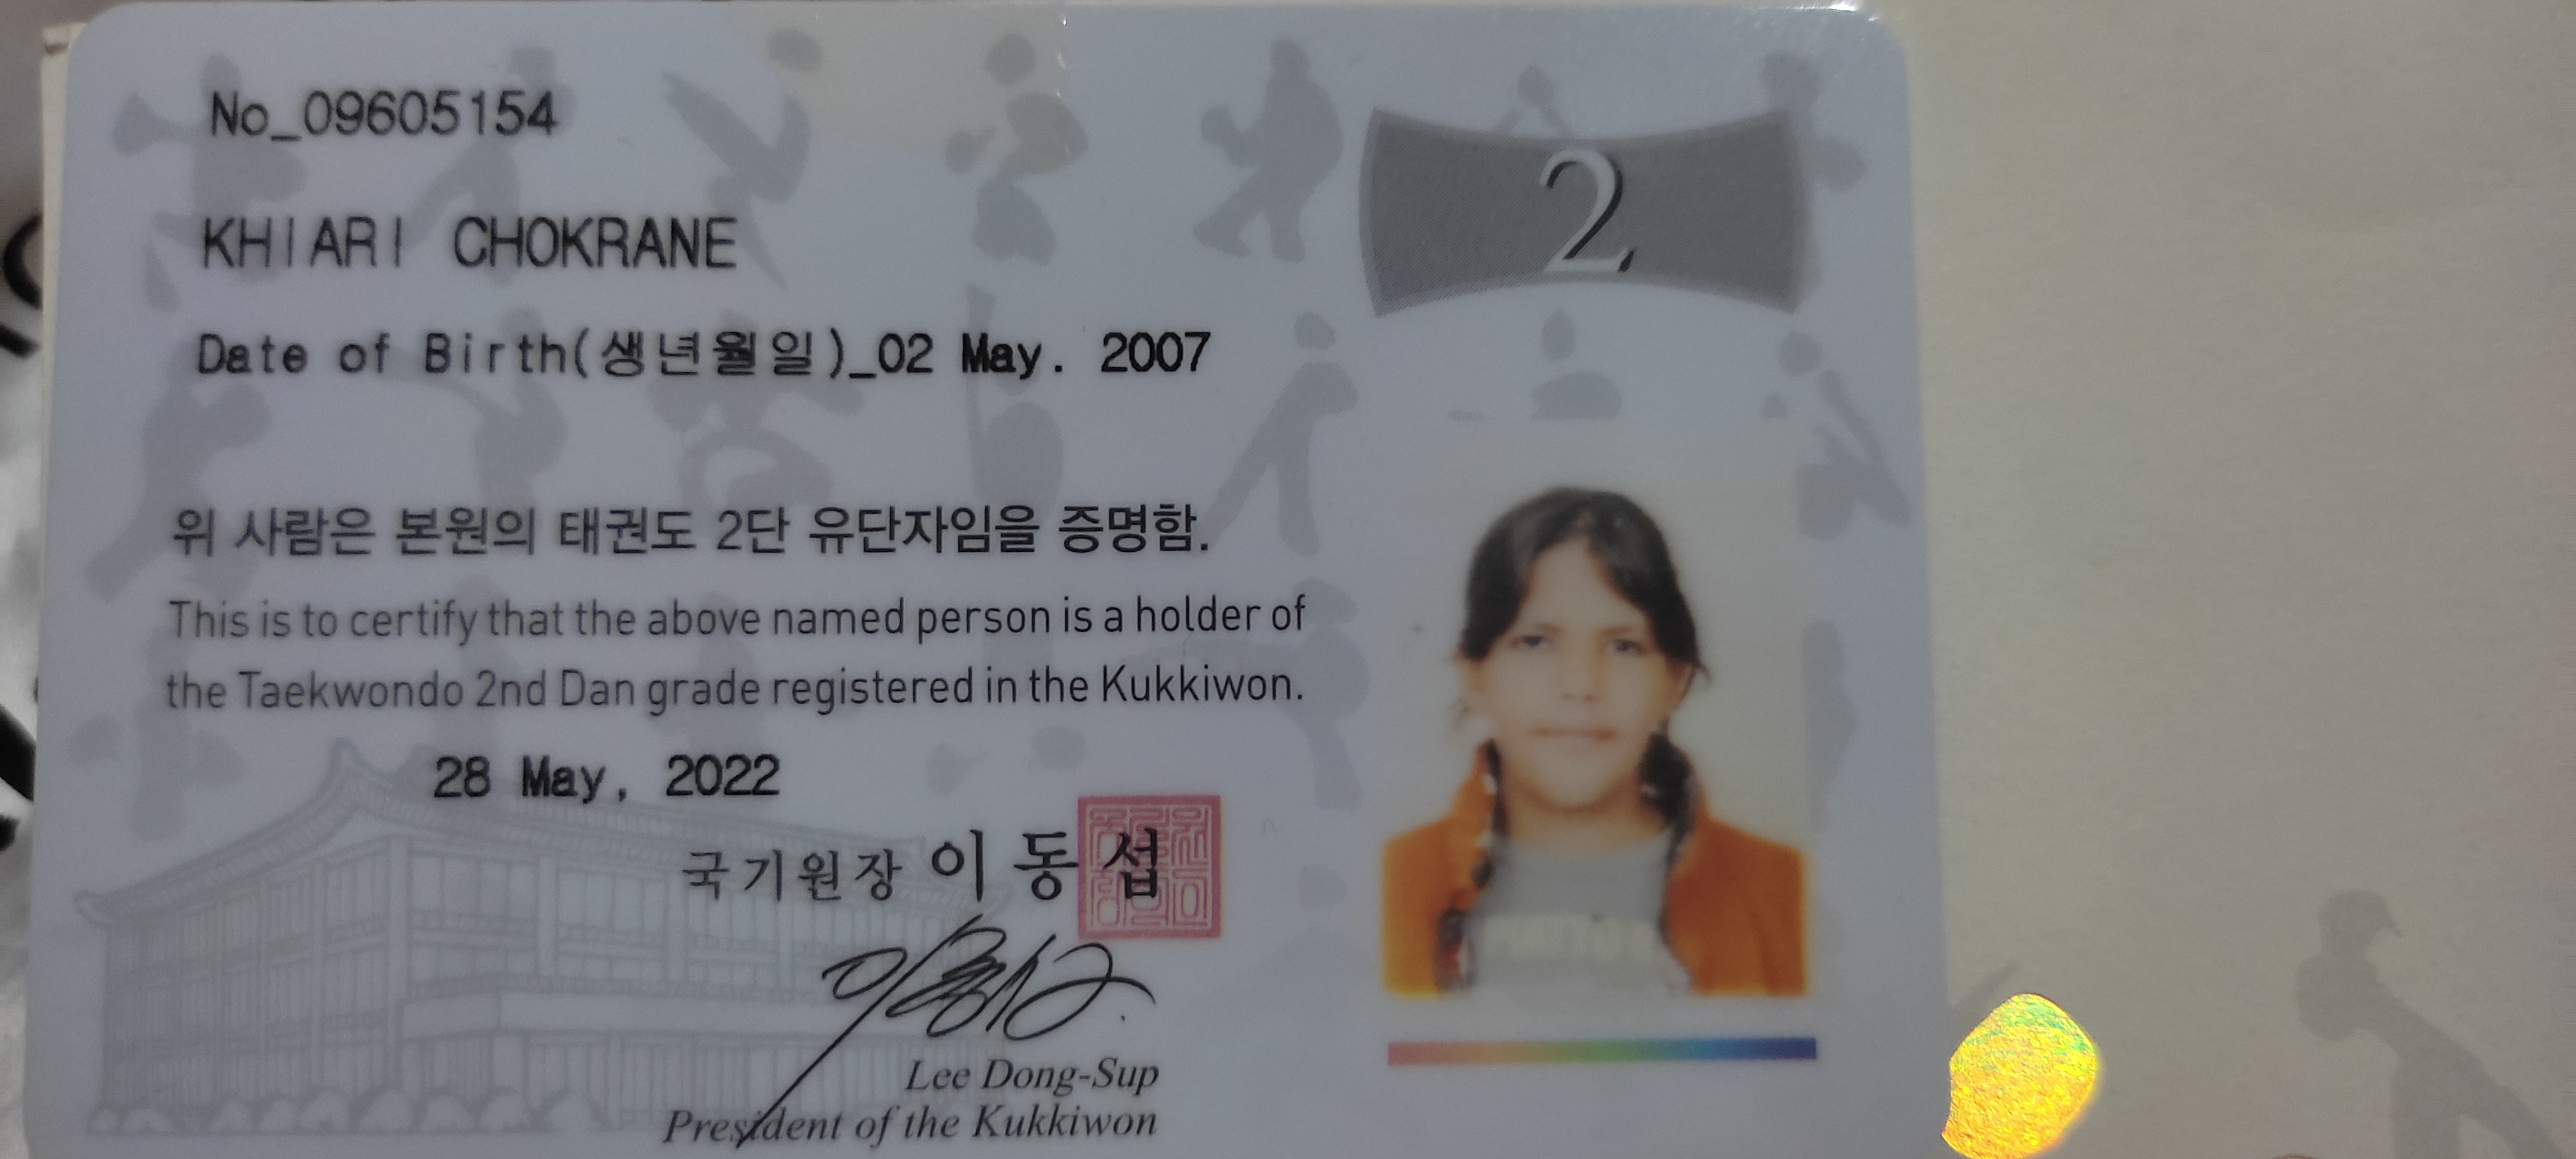 No_09605154
2
KHIARI CHOKRANE
Date of Birth(생년월일)_02 May. 2007
위 사람은 본원의 태권도 2단 유단자임을 증명함.
This is to certify that the above named person is a holder of
the Taekwondo 2nd Dan grade registered in the Kukkiwon.
28 May, 2022
국기원장 이동섭
Lee Dong-Sup
President of the Kukkiwon